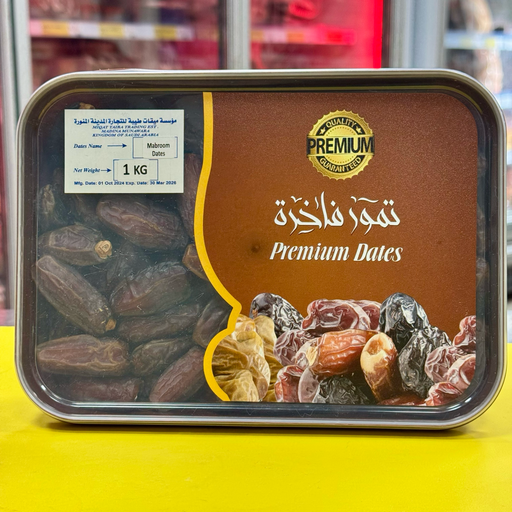 مؤسسة ميقات طيبة للتجارة المدينة المنورة
MIQAT TAIBA TRADING EST
MADINA MUNAWARA
KINGDOM OF SAUDI ARABIA
Dates Name Mabroom Dates
Net Weight 1 KG
Mfg. Date: 01 Oct 2024 Exp. Date: 30 Mar 2026
QUALITY
PREMIUM
GUARANTEED
تمور فاخرة
Premium Dates